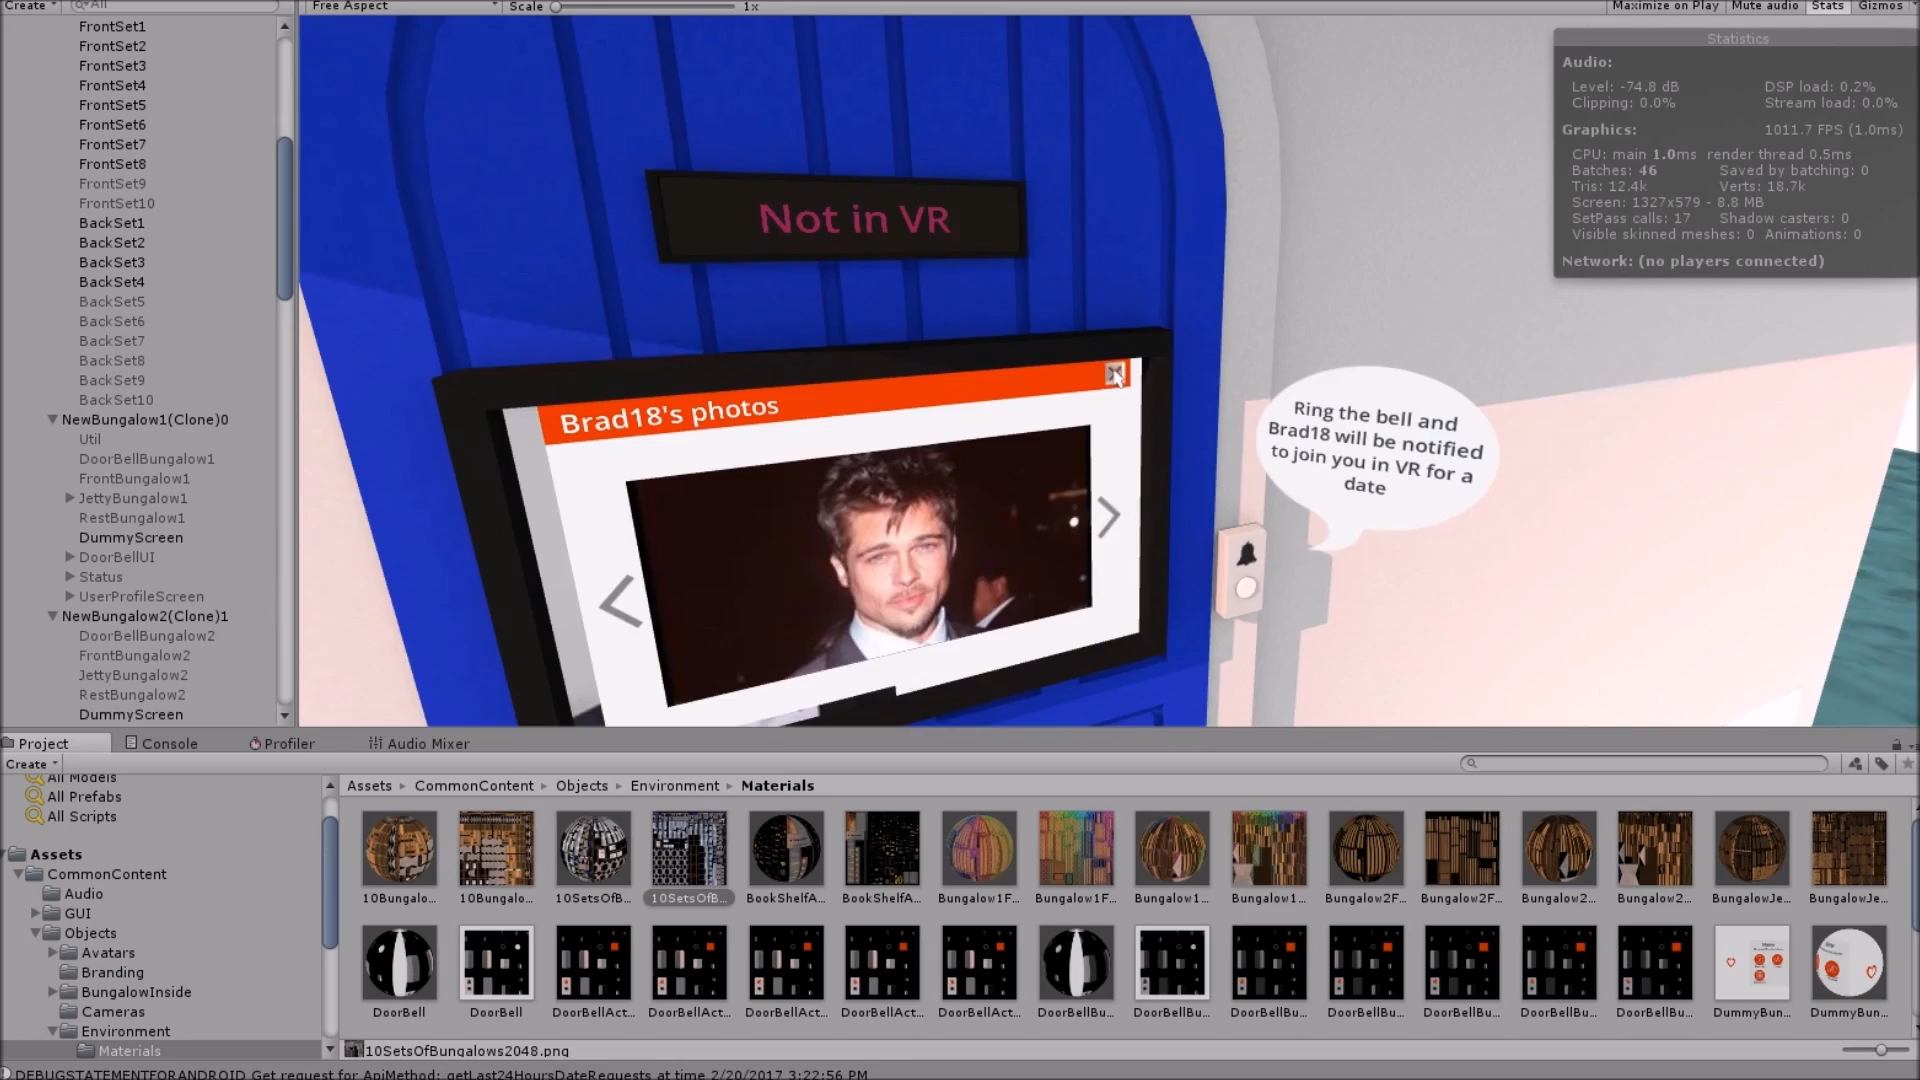 Create
All
Free Aspect
Scale
1x
Maximize on Play
Mute audio
Stats
Gizmos
FrontSet1
FrontSet2
FrontSet3
FrontSet4
FrontSet5
FrontSet6
FrontSet7
FrontSet8
FrontSet9
FrontSet10
BackSet1
BackSet2
BackSet3
BackSet4
BackSet5
BackSet6
BackSet7
BackSet8
BackSet9
BackSet10
NewBungalow1(Clone)0
Util
DoorBellBungalow1
FrontBungalow1
JettyBungalow1
RestBungalow1
DummyScreen
DoorBellUI
Status
UserProfileScreen
NewBungalow2(Clone)1
DoorBellBungalow2
FrontBungalow2
JettyBungalow2
RestBungalow2
DummyScreen
Not in VR
Brad18's photos
Ring the bell and
Brad18 will be notified
to join you in VR for a
date
Statistics
Audio:
Level: -74.8 dB DSP load: 0.2%
Clipping: 0.0% Stream load: 0.0%
Graphics: 1011.7 FPS (1.0ms)
CPU: main 1.0ms render thread 0.5ms
Batches: 46 Saved by batching: 0
Tris: 12.4k Verts: 18.7k
Screen: 1327x579 - 8.8 MB
SetPass calls: 17 Shadow casters: 0
Visible skinned meshes: 0 Animations: 0
Network: (no players connected)
Project
Console
Profiler
Audio Mixer
Create
All Models
All Prefabs
All Scripts
Assets
CommonContent
Audio
GUI
Objects
Avatars
Branding
BungalowInside
Cameras
Environment
Materials
Assets CommonContent Objects Environment Materials
10Bungalo... 10Bungalo... 10SetsOfB... 10SetsOfB... BookShelfA... BookShelfA... Bungalow1F... Bungalow1F... Bungalow1... Bungalow1... Bungalow2F... Bungalow2F... Bungalow2... Bungalow2... BungalowJe... BungalowJe...
DoorBell DoorBell DoorBellAct... DoorBellAct... DoorBellAct... DoorBellAct... DoorBellAct... DoorBellBu... DoorBellBu... DoorBellBu... DoorBellBu... DoorBellBu... DoorBellBu... DoorBellBu... DummyBun... DummyBun...
10SetsOfBungalows2048.png
DEBUGSTATEMENTFORANDROID Get request for ApiMethod: getLast24HoursDateRequests at time 2/20/2017 3:22:56 PM